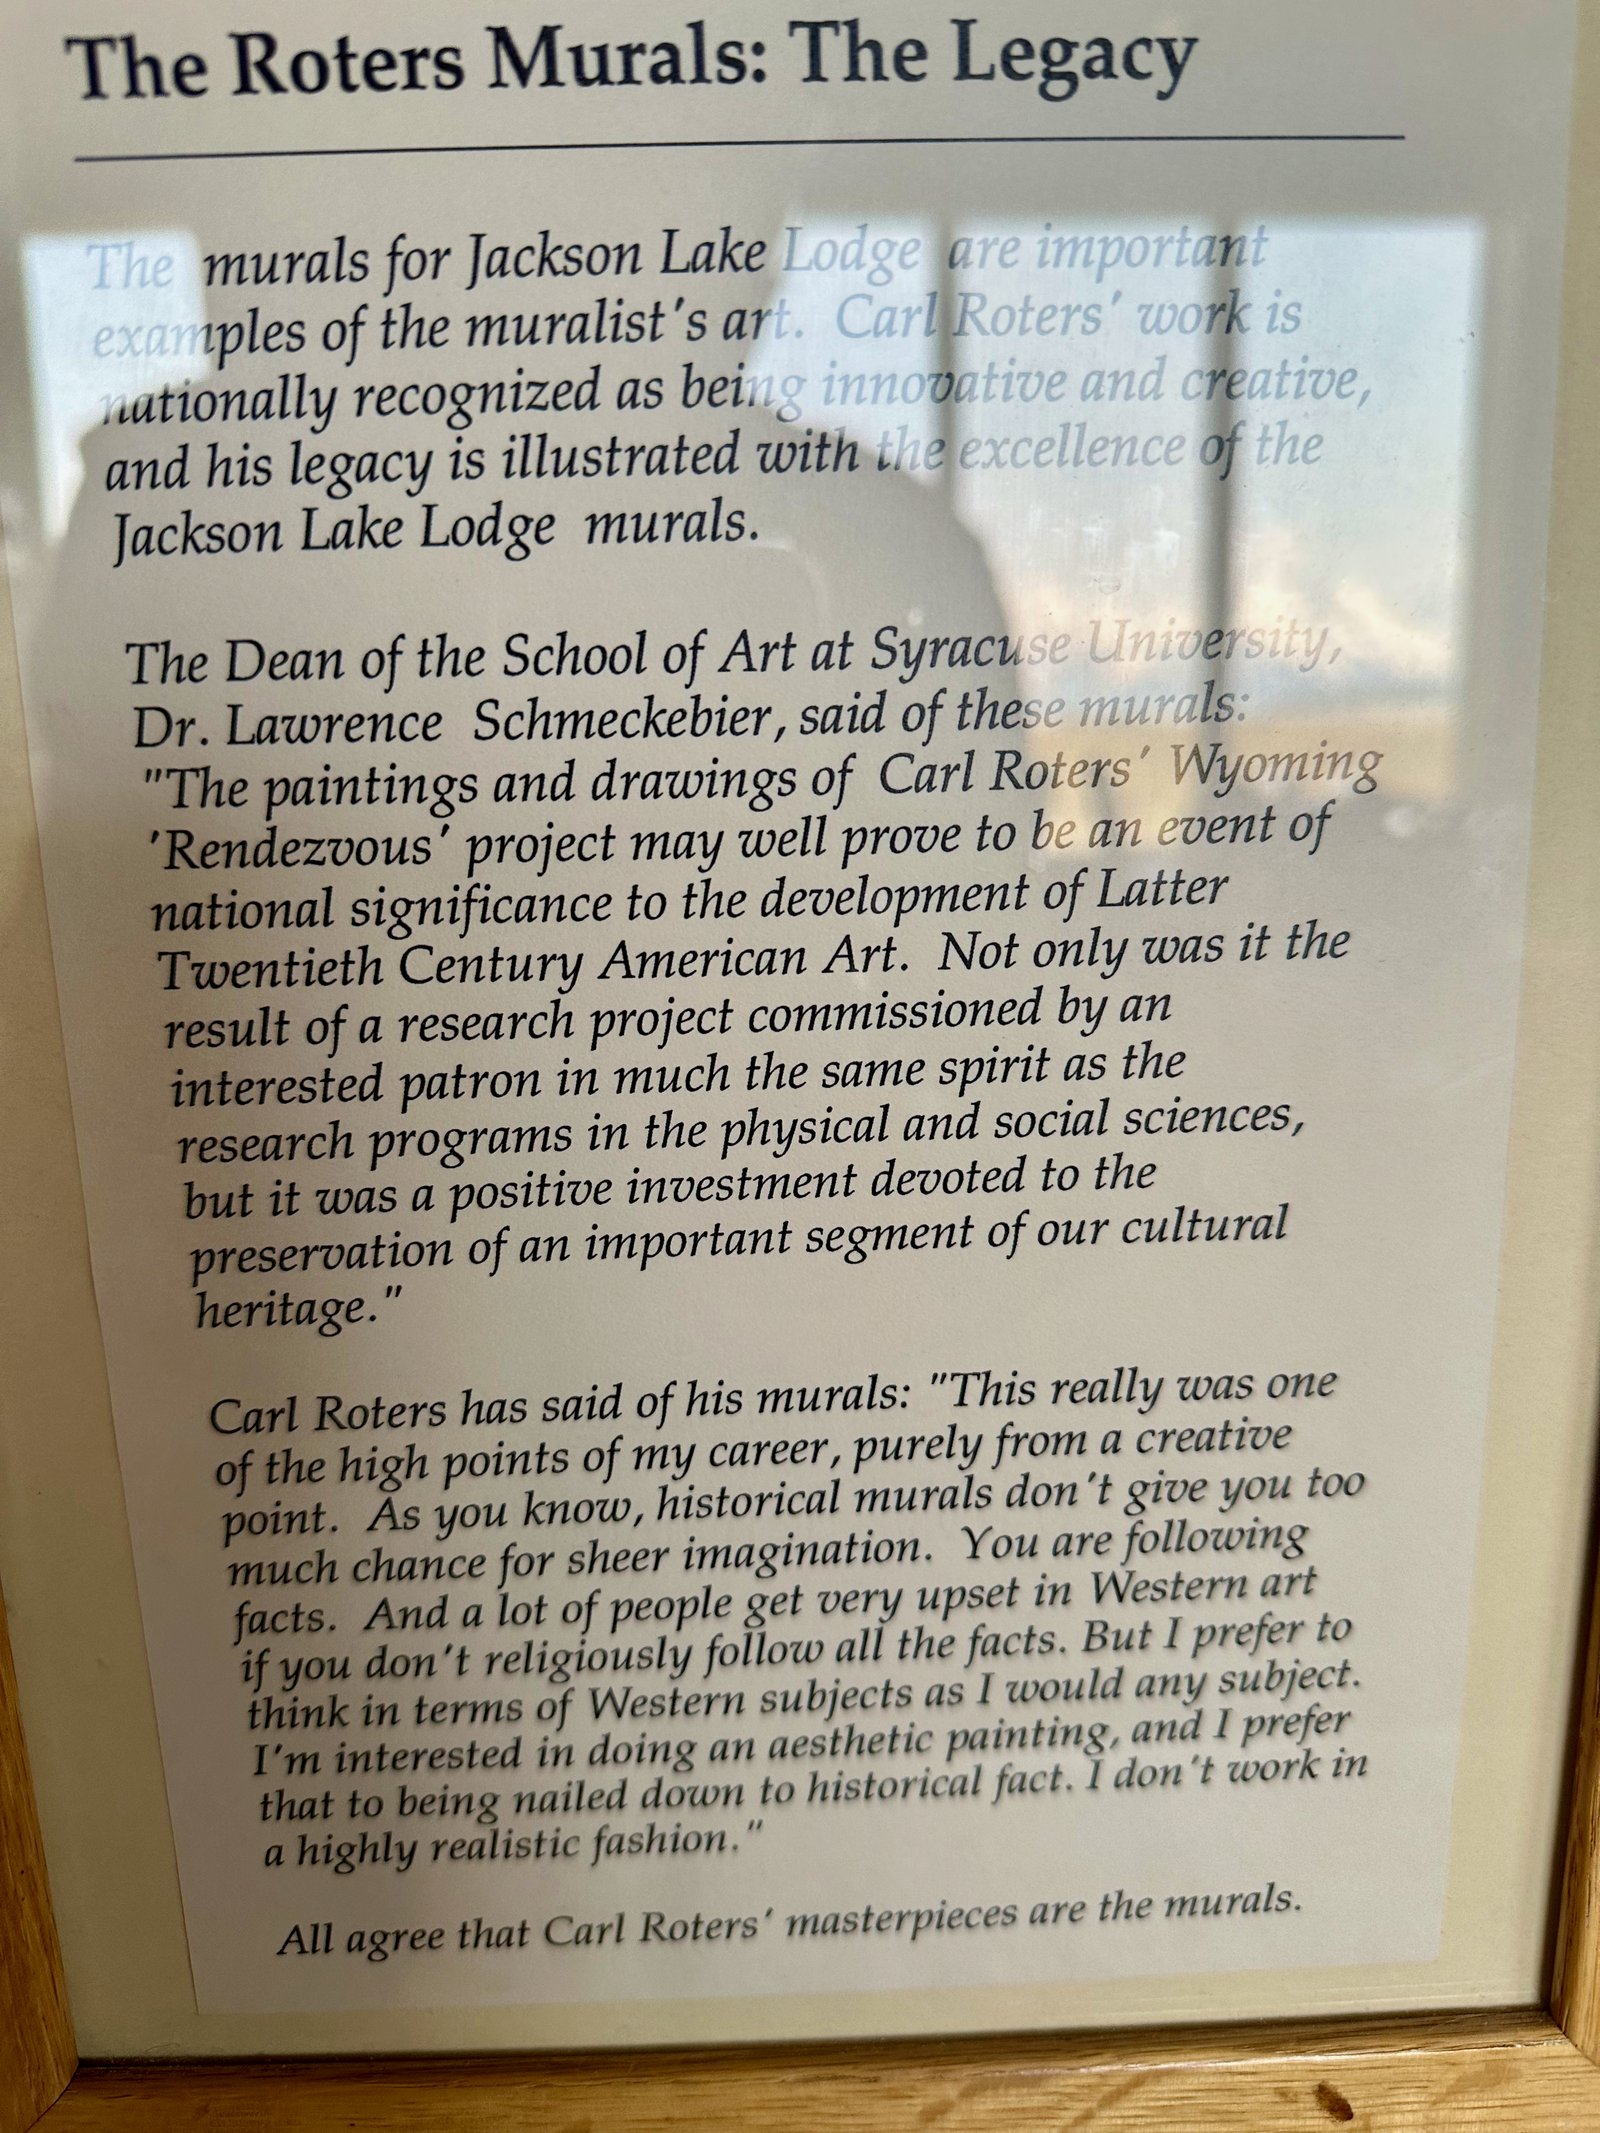 The Roters Murals: The Legacy
The murals for Jackson Lake Lodge are important
examples of the muralist's art. Carl Roters' work is
nationally recognized as being innovative and creative,
and his legacy is illustrated with the excellence of the
Jackson Lake Lodge murals.
The Dean of the School of Art at Syracuse University,
Dr. Lawrence Schmeckebier, said of these murals:
"The paintings and drawings of Carl Roters' Wyoming
'Rendezvous' project may well prove to be an event of
national significance to the development of Latter
Twentieth Century American Art. Not only was it the
result of a research project commissioned by an
interested patron in much the same spirit as the
research programs in the physical and social sciences,
but it was a positive investment devoted to the
preservation of an important segment of our cultural
heritage."
Carl Roters has said of his murals: "This really was one
of the high points of my career, purely from a creative
point. As you know, historical murals don't give you too
much chance for sheer imagination. You are following
facts. And a lot of people get very upset in Western art
if you don't religiously follow all the facts. But I prefer to
think in terms of Western subjects as I would any subject.
I'm interested in doing an aesthetic painting, and I prefer
that to being nailed down to historical fact. I don't work in
a highly realistic fashion."
All agree that Carl Roters' masterpieces are the murals.